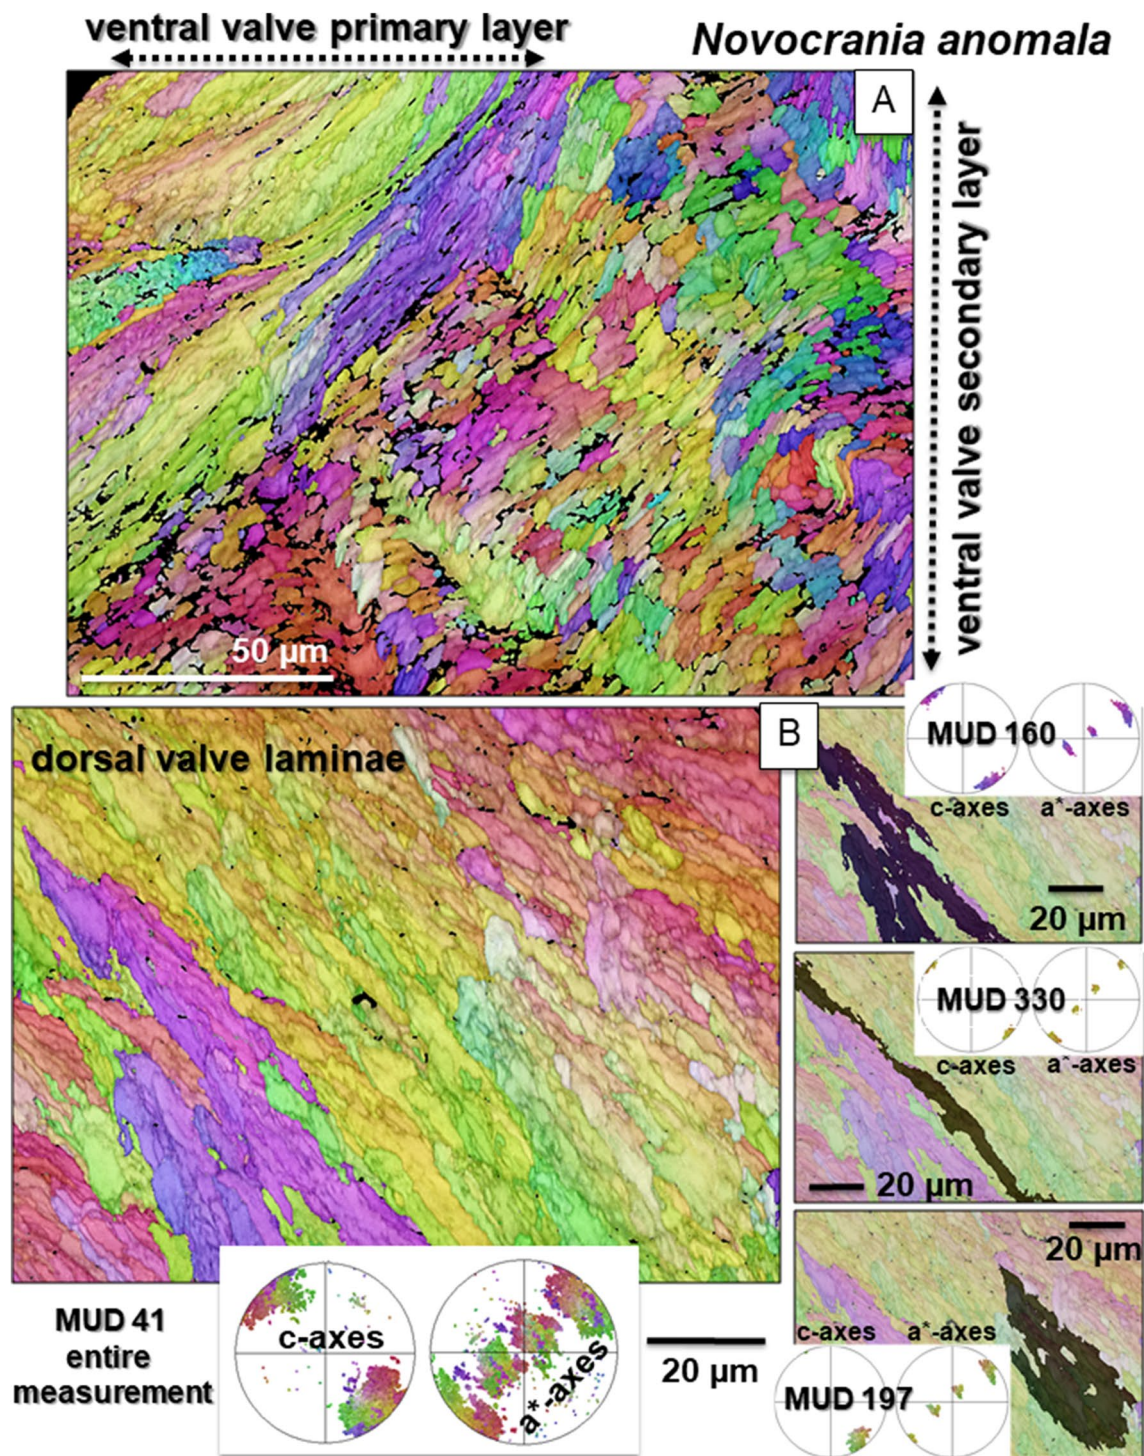 ventral valve primary layer
Novocrania anomala
A
ventral valve secondary layer
50 µm
dorsal valve laminae
B
MUD 160
c-axes
a*-axes
20 µm
MUD 330
c-axes
a*-axes
20 µm
20 µm
c-axes
a*-axes
MUD 197
MUD 41
entire
measurement
c-axes
a*-axes
20 µm